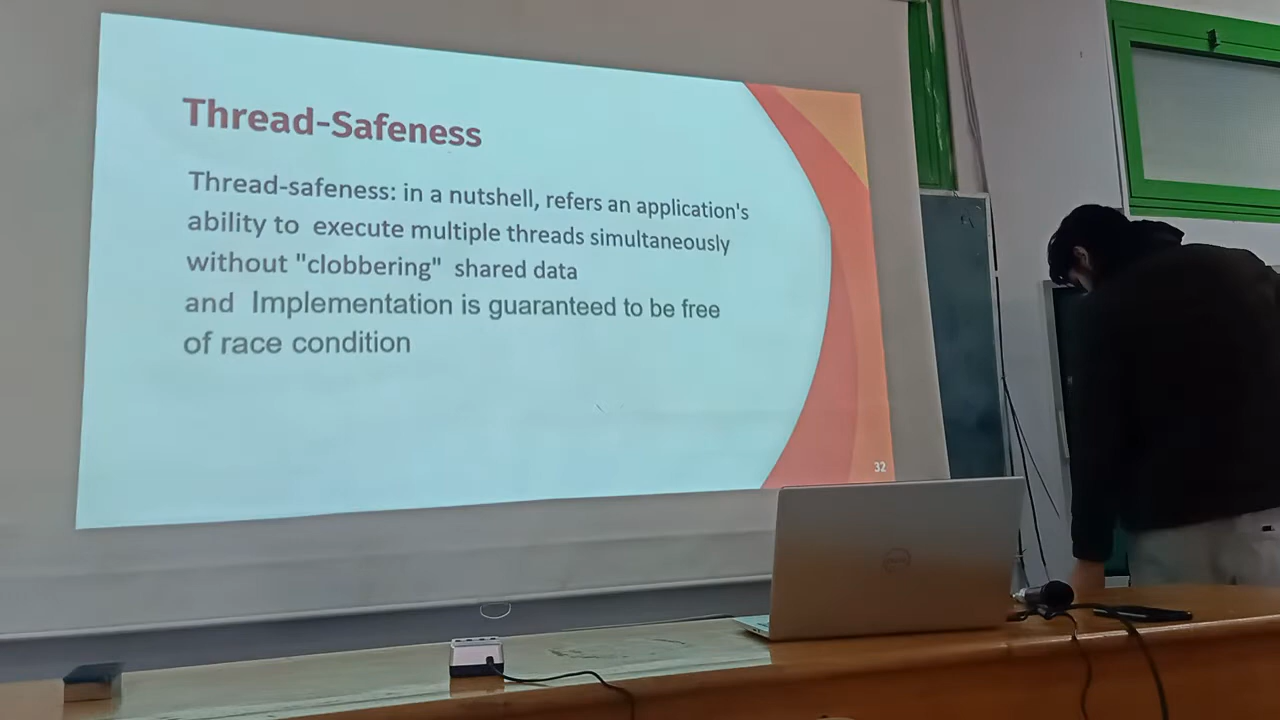 Thread-Safeness
Thread-safeness: in a nutshell, refers an application's
ability to execute multiple threads simultaneously
without "clobbering" shared data
and Implementation is guaranteed to be free
of race condition
32